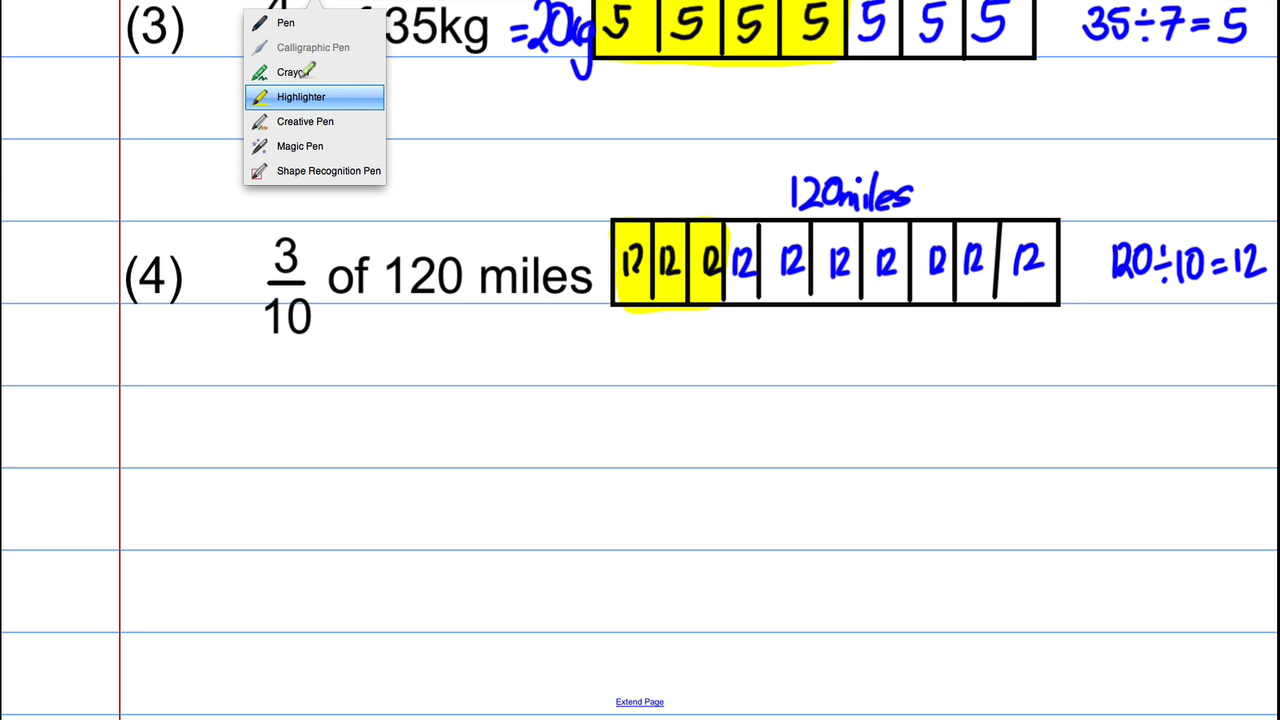 (3) 4 35kg =20kg 5 5 5 5 5 5 5 35÷7=5
Pen
Calligraphic Pen
Crayon
Highlighter
Creative Pen
Magic Pen
Shape Recognition Pen
120miles
(4) 3/10 of 120 miles 12 12 12 12 12 12 12 12 12 12 120÷10=12
Extend Page